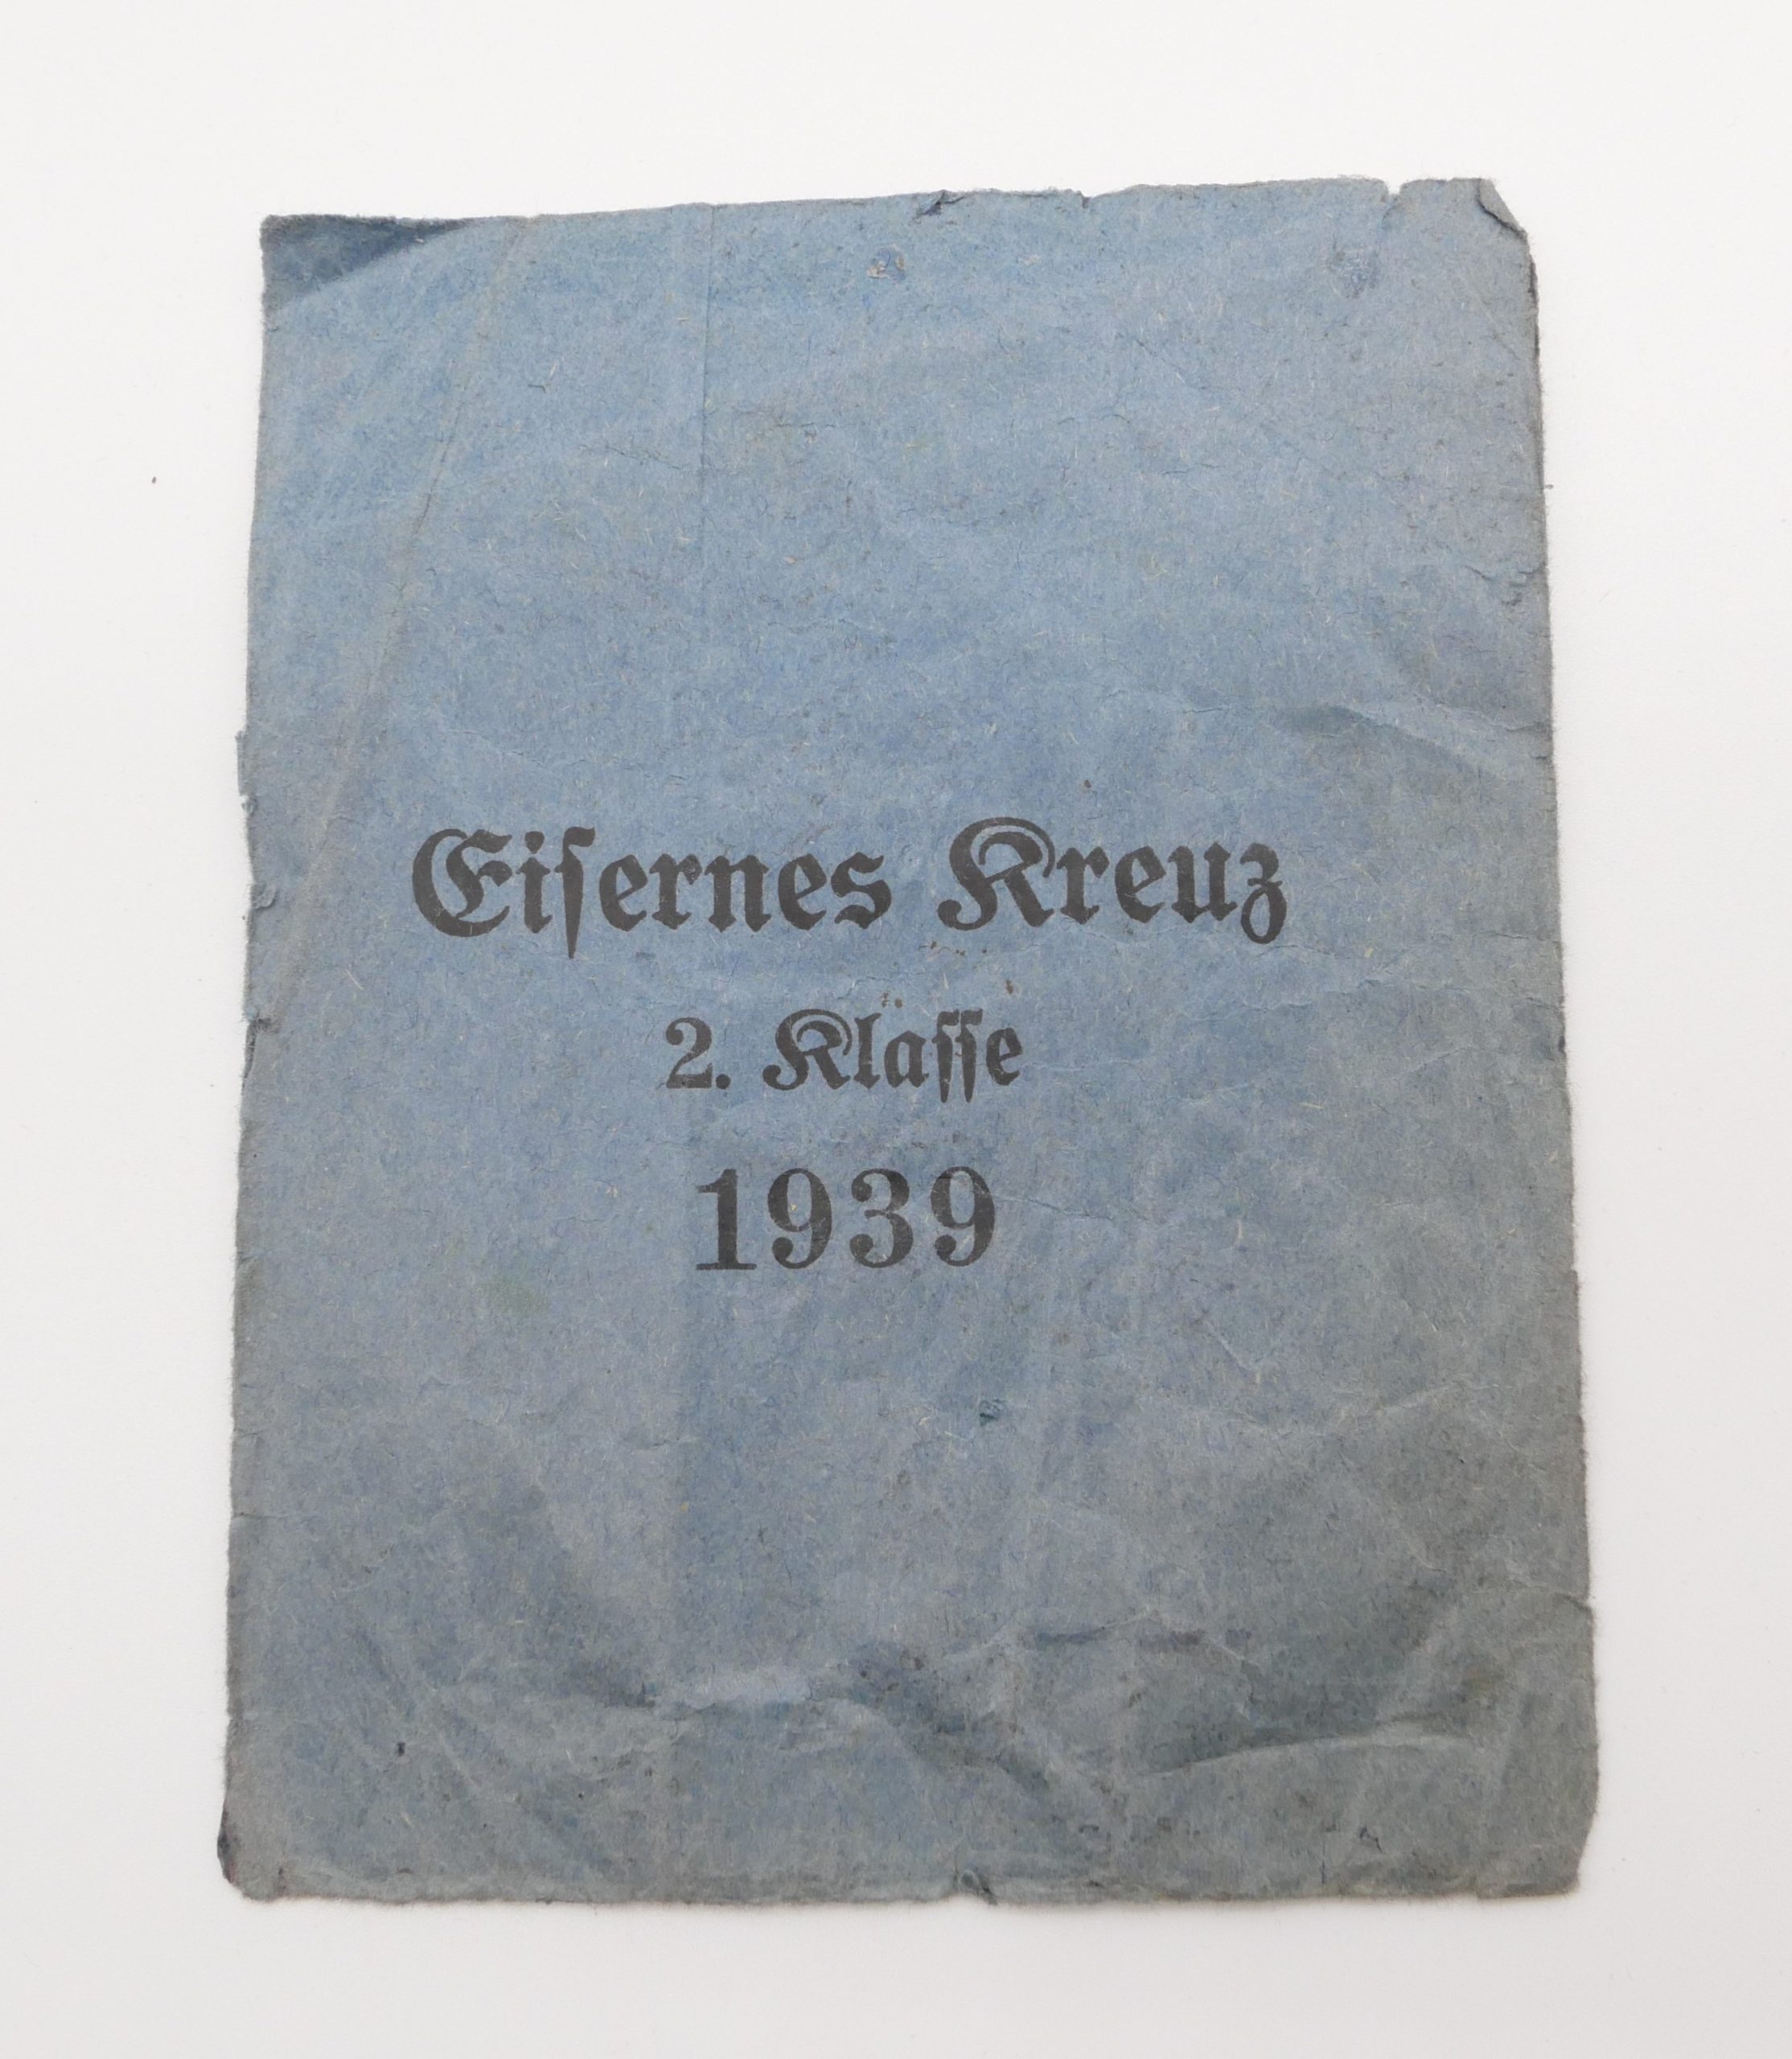 Eiſernes Kreuz
2. Klaſſe
1939